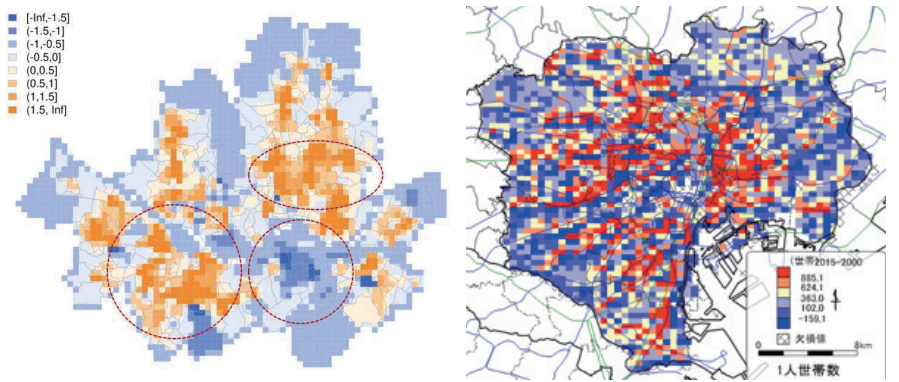 [-Inf,-1.5]
(-1.5,-1]
(-1,-0.5]
(-0.5,0]
(0,0.5]
(0.5,1]
(1,1.5]
(1.5, Inf]
(世帯 2015-2000
885.1
624.1
363.0
102.0
-159.1
欠損値
0 8km
1人世帯数